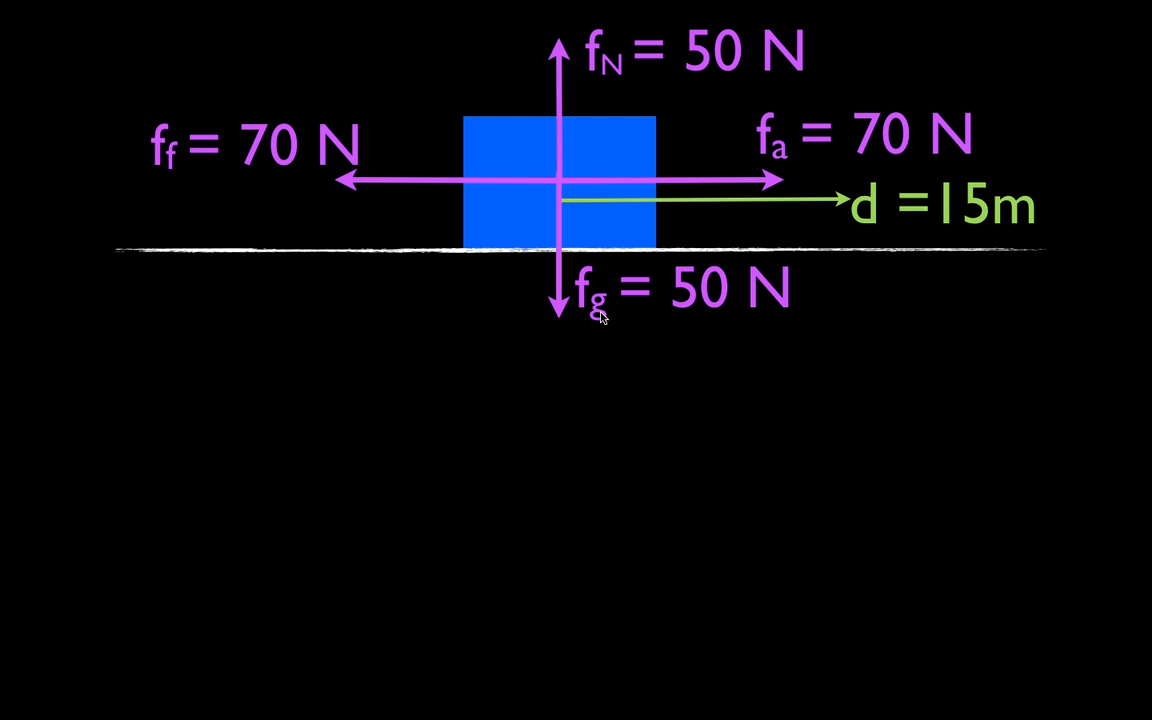 fN = 50 N
ff = 70 N
fa = 70 N
d =15m
fg = 50 N